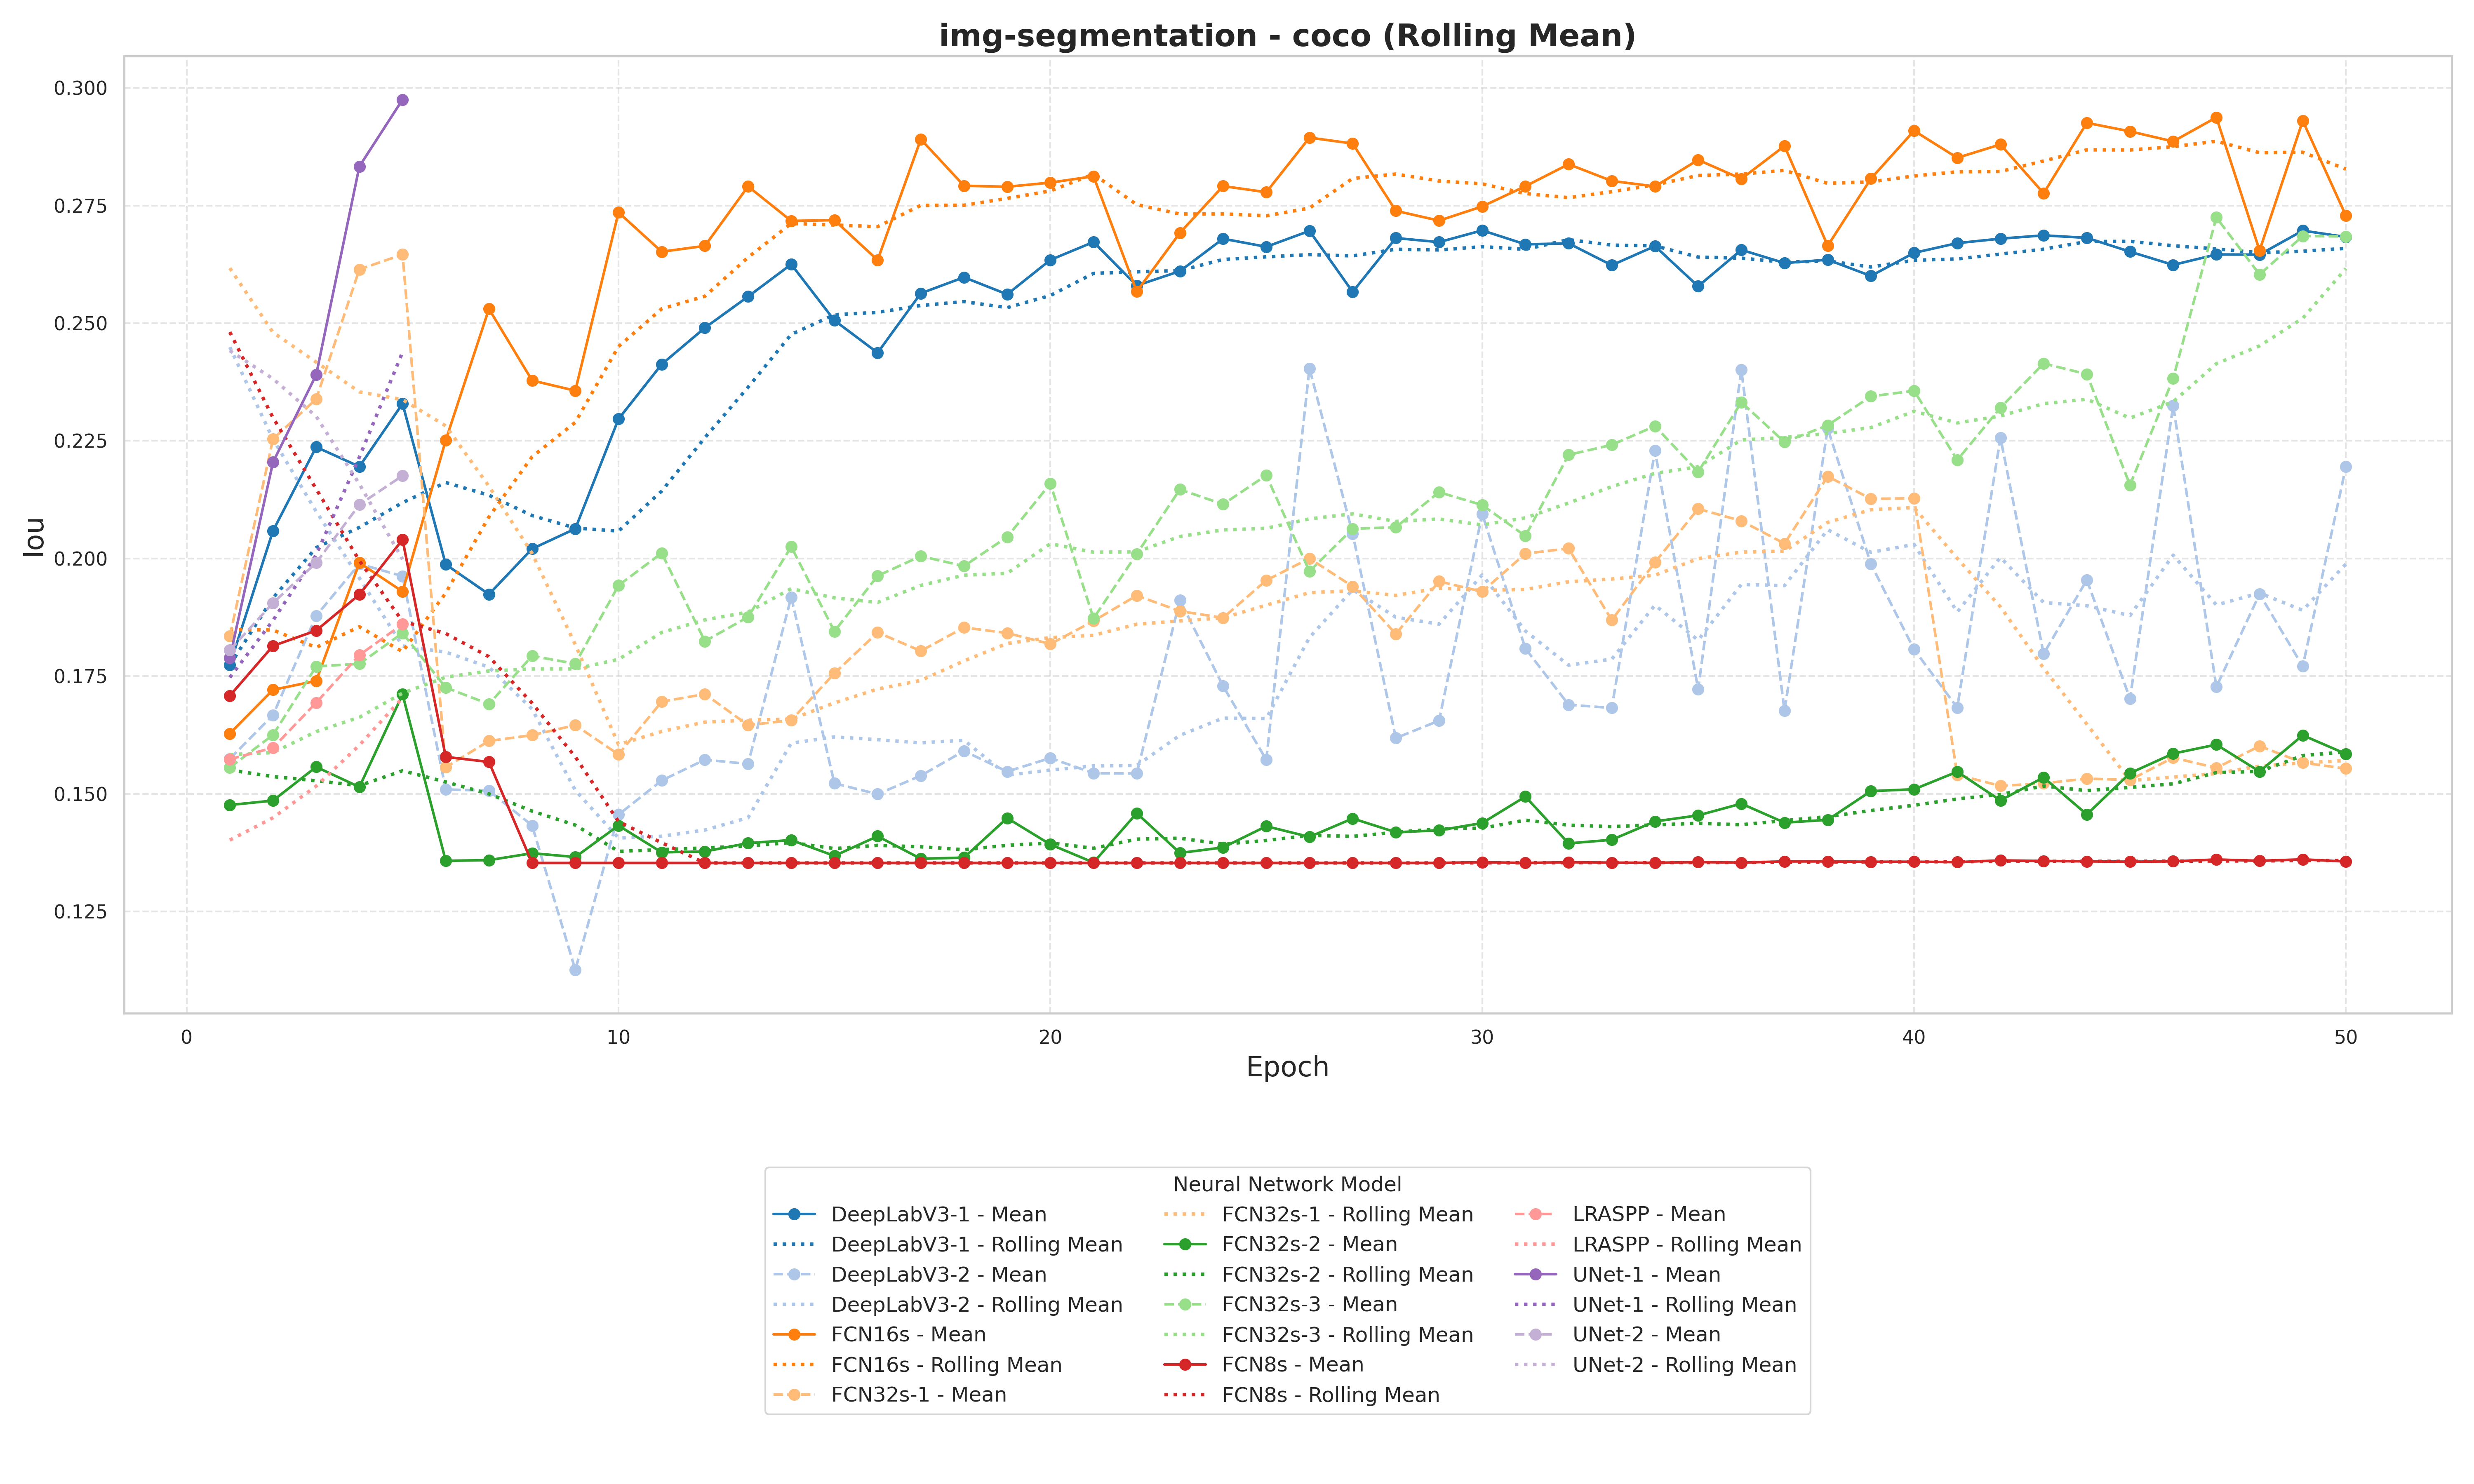 img-segmentation - coco (Rolling Mean)
Iou
0.300
0.275
0.250
0.225
0.200
0.175
0.150
0.125
0 10 20 30 40 50
Epoch
Neural Network Model
DeepLabV3-1 - Mean
DeepLabV3-1 - Rolling Mean
DeepLabV3-2 - Mean
DeepLabV3-2 - Rolling Mean
FCN16s - Mean
FCN16s - Rolling Mean
FCN32s-1 - Mean
FCN32s-1 - Rolling Mean
FCN32s-2 - Mean
FCN32s-2 - Rolling Mean
FCN32s-3 - Mean
FCN32s-3 - Rolling Mean
FCN8s - Mean
FCN8s - Rolling Mean
LRASPP - Mean
LRASPP - Rolling Mean
UNet-1 - Mean
UNet-1 - Rolling Mean
UNet-2 - Mean
UNet-2 - Rolling Mean